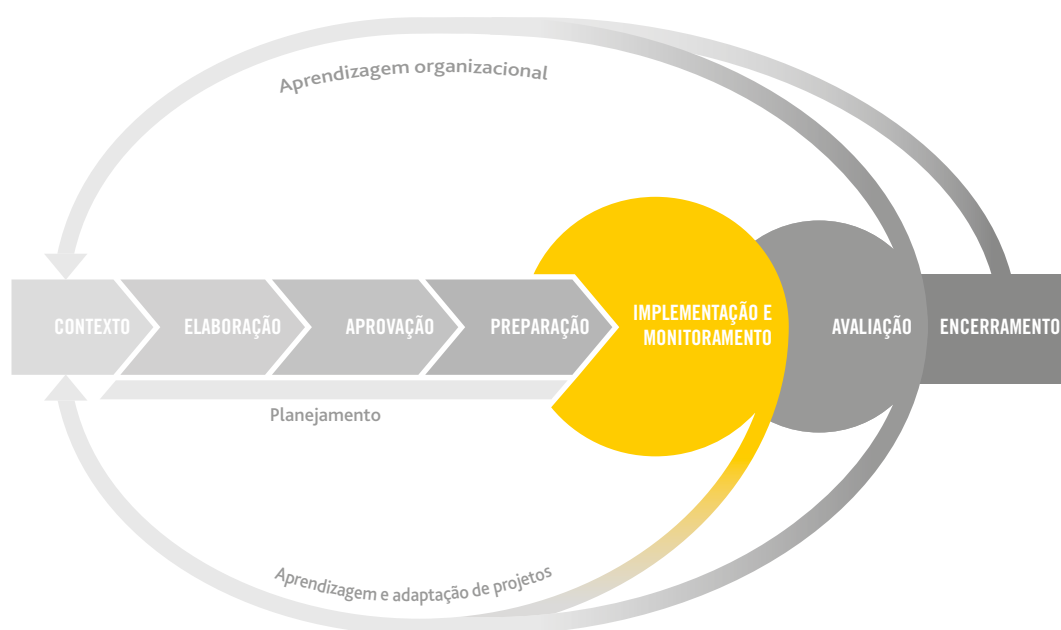 Aprendizagem organizacional
CONTEXTO
ELABORAÇÃO
APROVAÇÃO
PREPARAÇÃO
IMPLEMENTAÇÃO E
MONITORAMENTO
AVALIAÇÃO
ENCERRAMENTO
Planejamento
Aprendizagem e adaptação de projetos